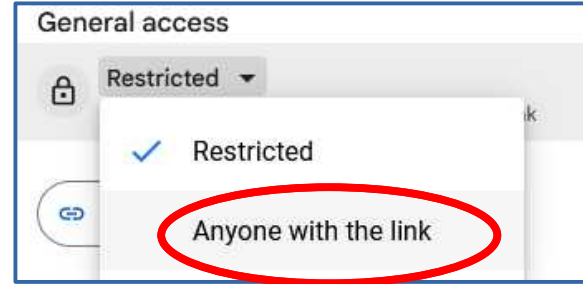 General access
Restricted
k
Restricted
Anyone with the link